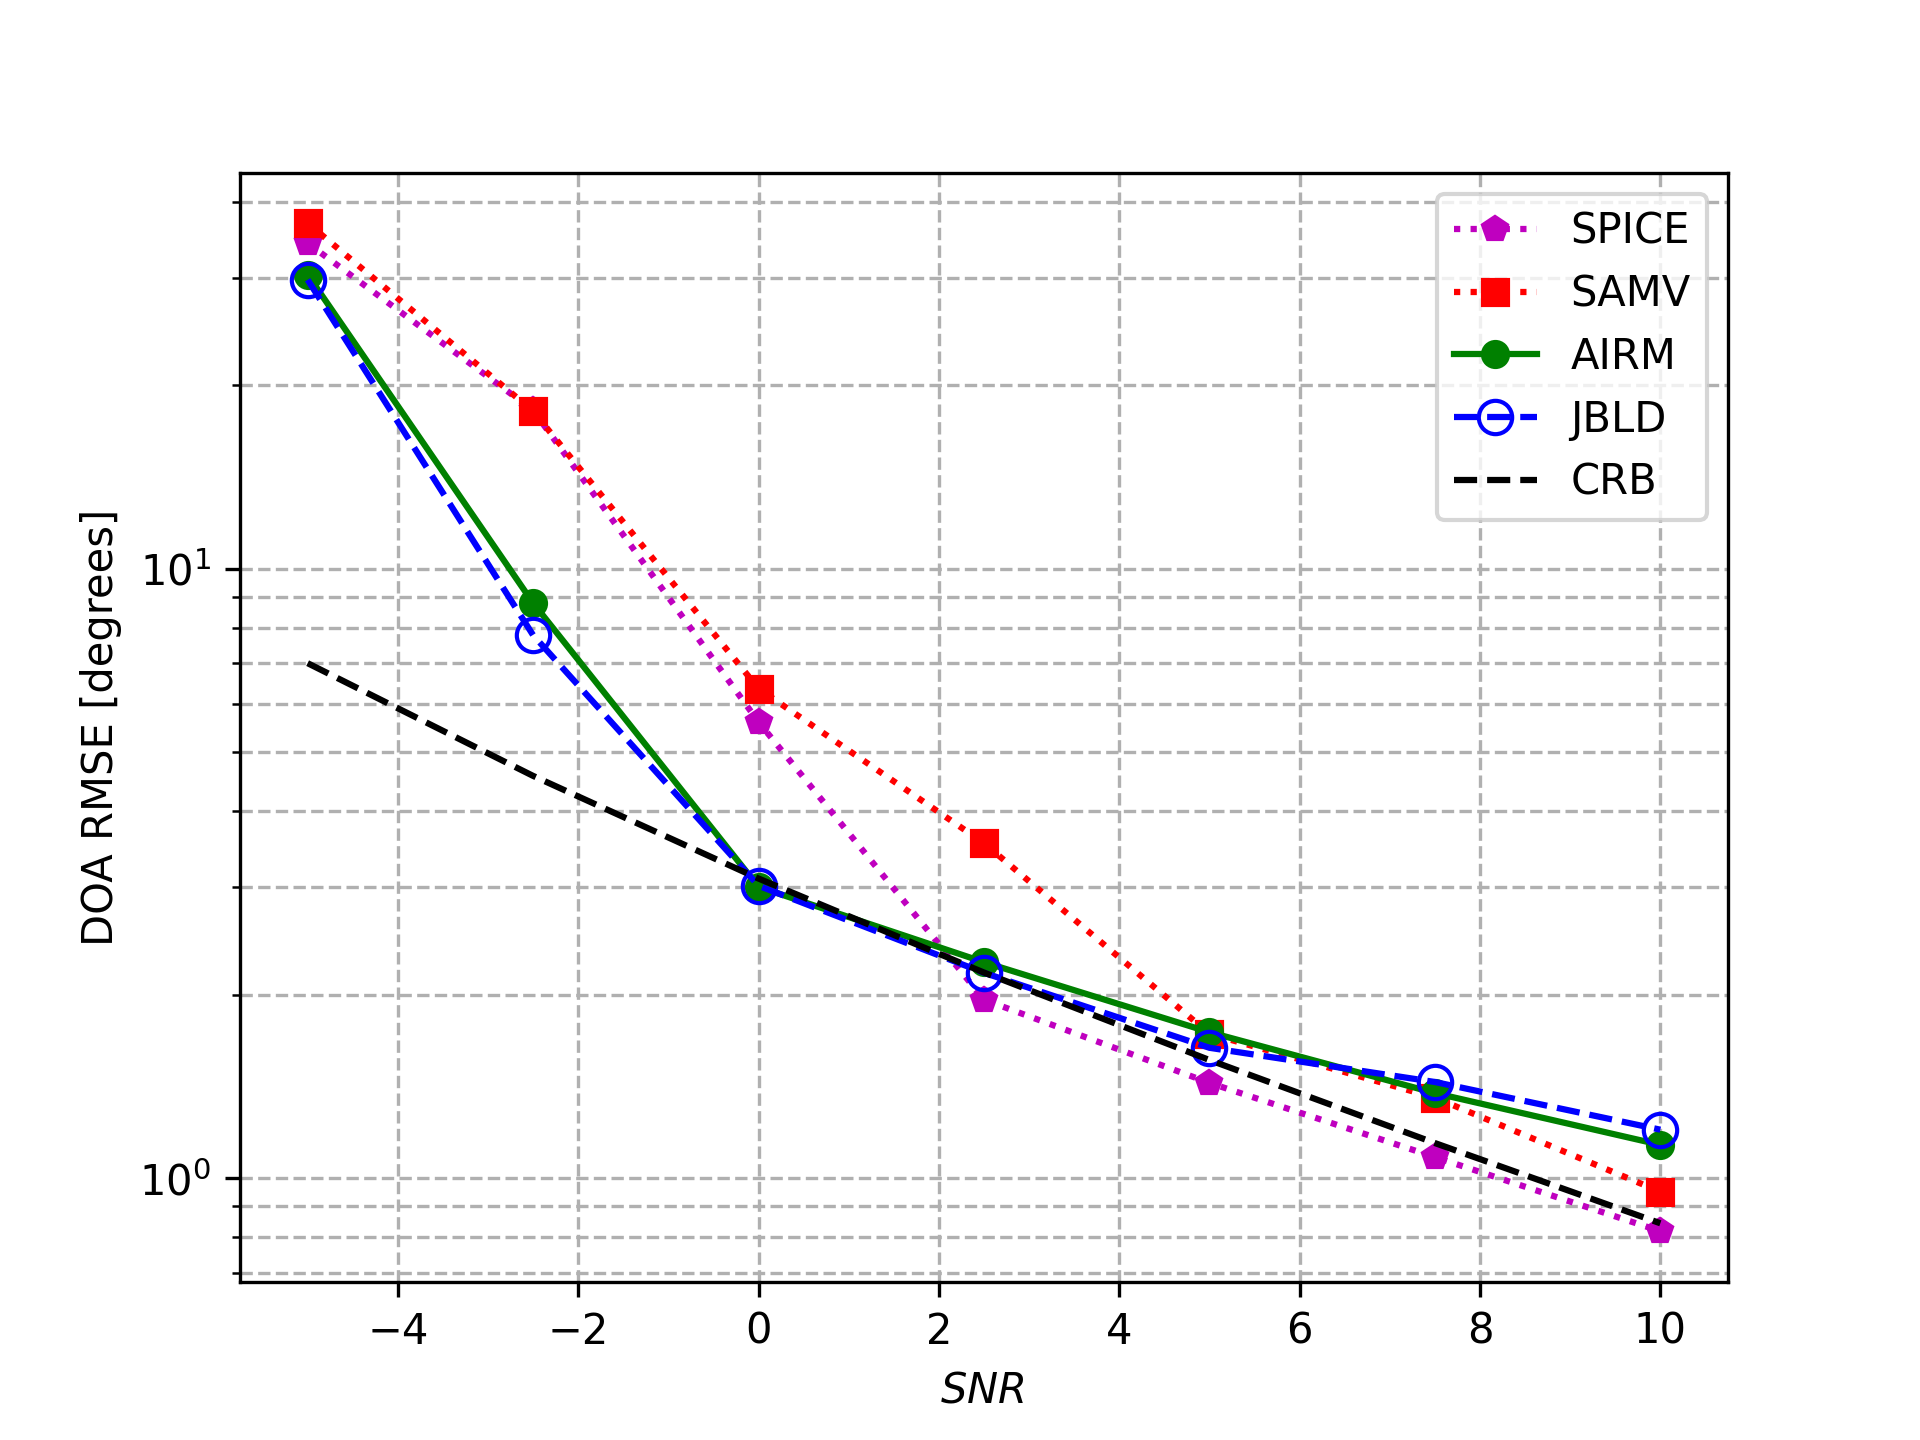 SPICE
SAMV
AIRM
JBLD
CRB
DOA RMSE [degrees]
10¹
10⁰
−4 −2 0 2 4 6 8 10
SNR